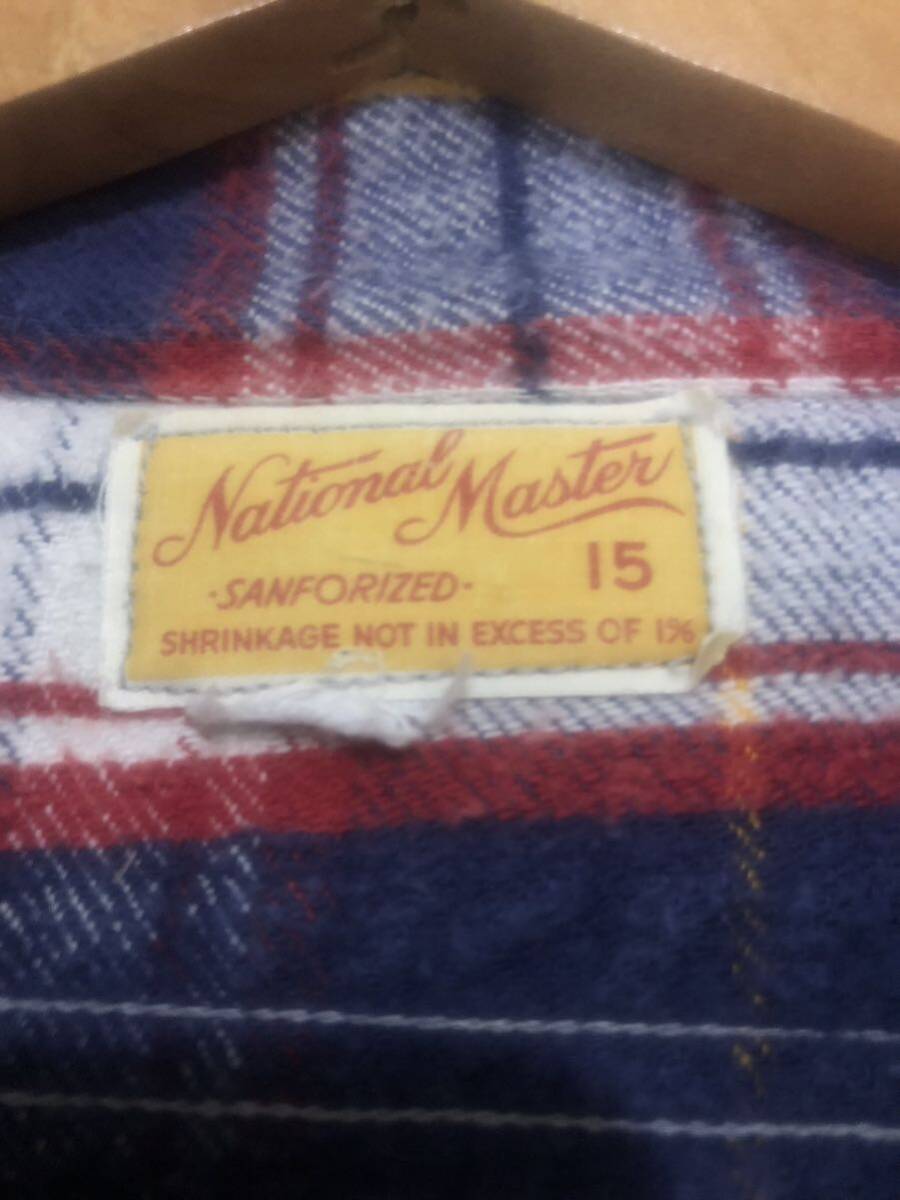 National Master
·SANFORIZED· 15
SHRINKAGE NOT IN EXCESS OF 1%